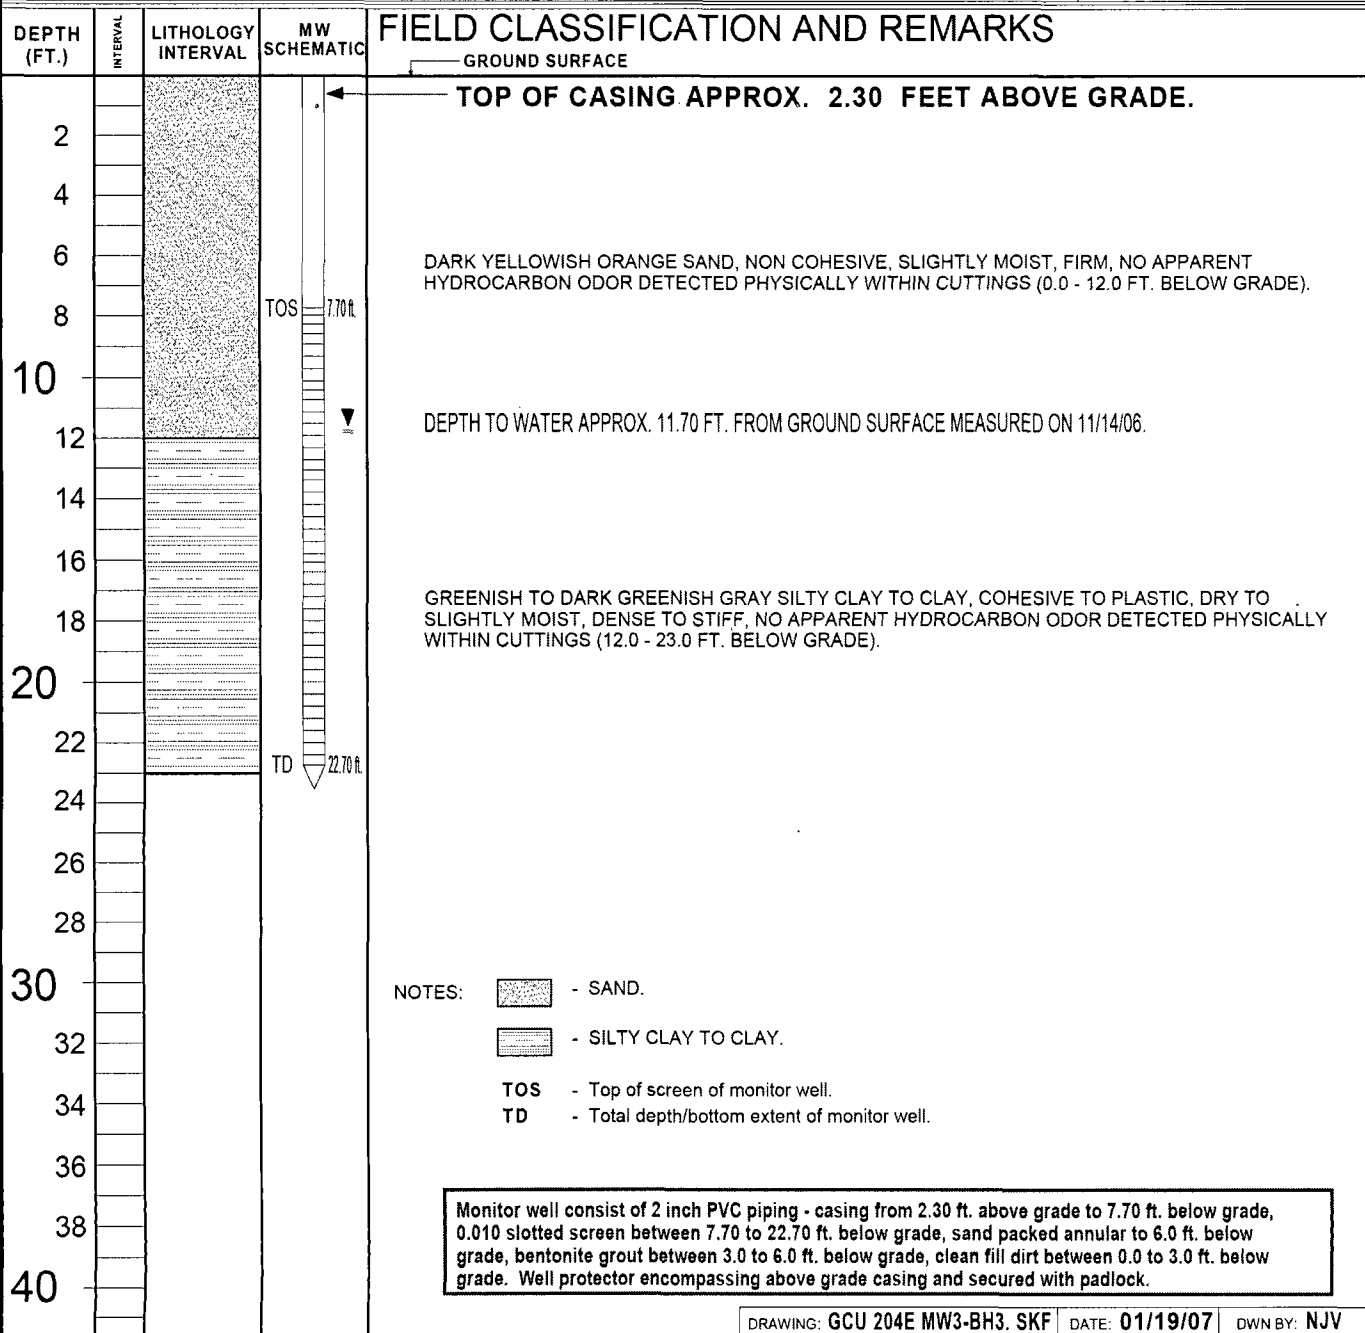 DEPTH (FT.)
INTERVAL
LITHOLOGY INTERVAL
MW SCHEMATIC
FIELD CLASSIFICATION AND REMARKS
GROUND SURFACE
TOP OF CASING APPROX. 2.30 FEET ABOVE GRADE.
2
4
6
DARK YELLOWISH ORANGE SAND, NON COHESIVE, SLIGHTLY MOIST, FIRM, NO APPARENT
HYDROCARBON ODOR DETECTED PHYSICALLY WITHIN CUTTINGS (0.0 - 12.0 FT. BELOW GRADE).
TOS 7.70 ft.
8
10
DEPTH TO WATER APPROX. 11.70 FT. FROM GROUND SURFACE MEASURED ON 11/14/06.
12
14
16
GREENISH TO DARK GREENISH GRAY SILTY CLAY TO CLAY, COHESIVE TO PLASTIC, DRY TO
SLIGHTLY MOIST, DENSE TO STIFF, NO APPARENT HYDROCARBON ODOR DETECTED PHYSICALLY
WITHIN CUTTINGS (12.0 - 23.0 FT. BELOW GRADE).
18
20
22
TD 22.70 ft.
24
26
28
30
NOTES: - SAND.
32
- SILTY CLAY TO CLAY.
TOS - Top of screen of monitor well.
34
TD - Total depth/bottom extent of monitor well.
36
Monitor well consist of 2 inch PVC piping - casing from 2.30 ft. above grade to 7.70 ft. below grade,
0.010 slotted screen between 7.70 to 22.70 ft. below grade, sand packed annular to 6.0 ft. below
grade, bentonite grout between 3.0 to 6.0 ft. below grade, clean fill dirt between 0.0 to 3.0 ft. below
grade. Well protector encompassing above grade casing and secured with padlock.
38
40
DRAWING: GCU 204E MW3-BH3. SKF DATE: 01/19/07 DWN BY: NJV